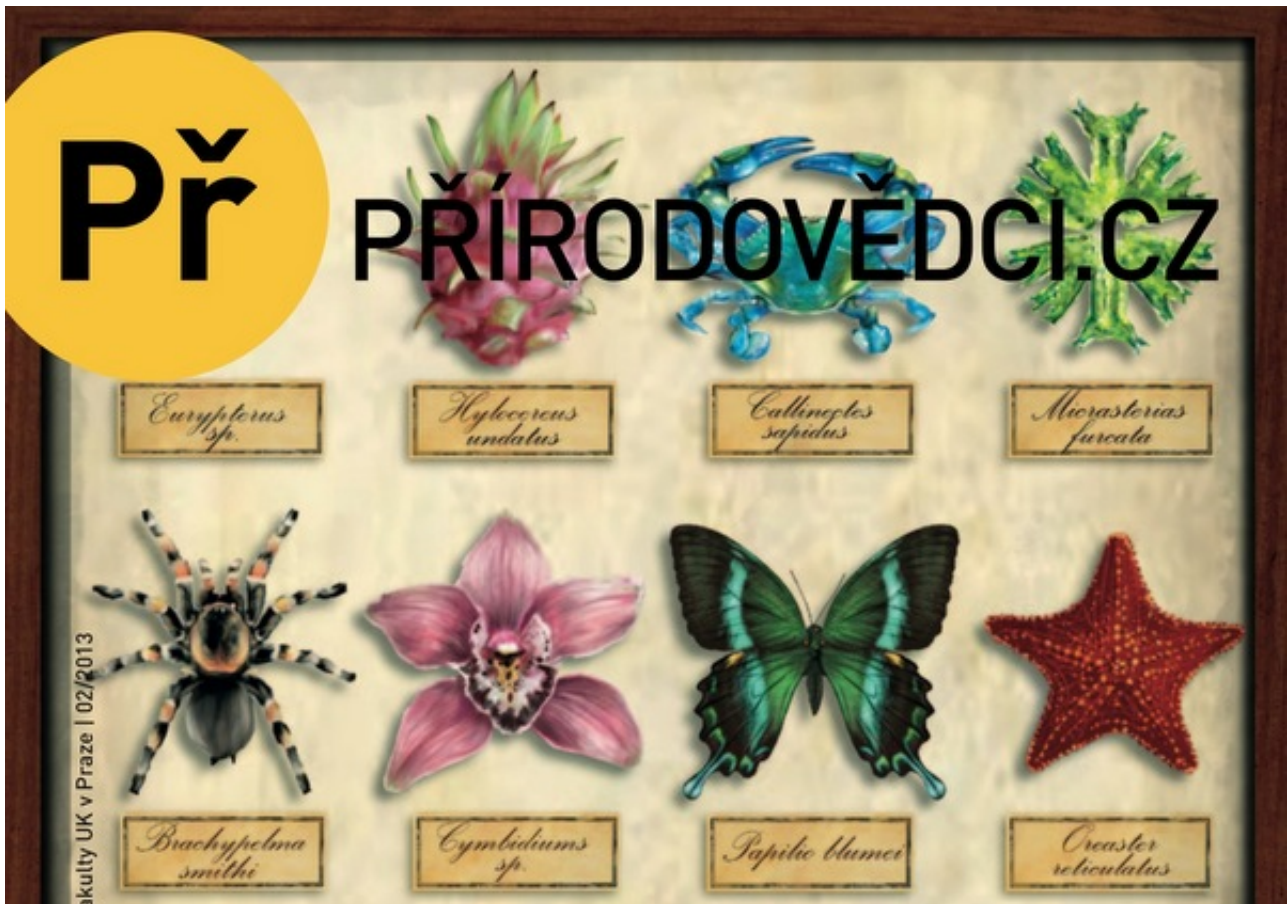 Př
PŘÍRODOVĚDCI.CZ
Eurypterus
sp.
Hylocereus
undatus
Callinectes
sapidus
Micrasterias
furcata
akulty UK v Praze | 02/2013
Brachypelma
smithi
Cymbidiums
sp.
Papilio blumei
Oreaster
reticulatus